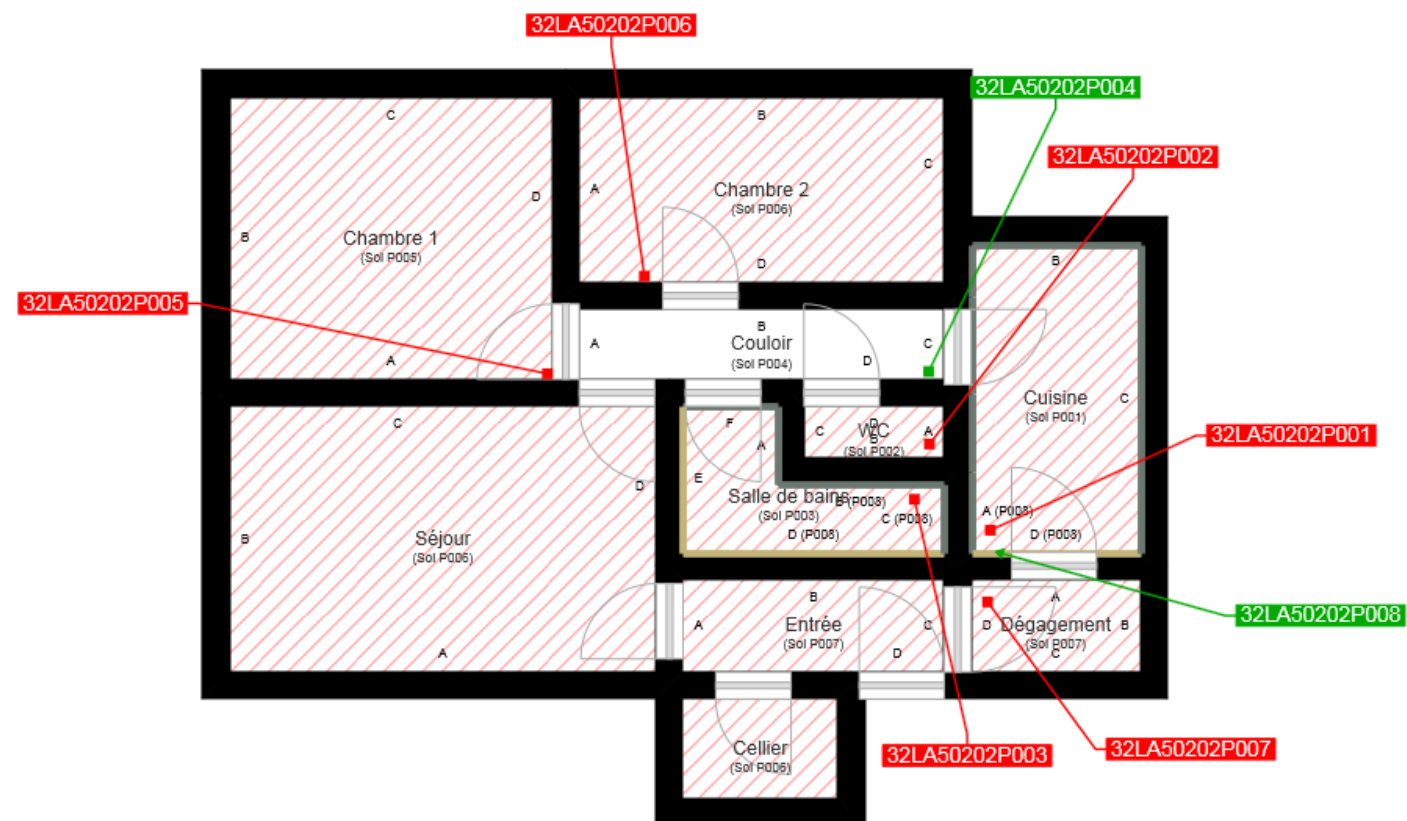 32LA50202P006
32LA50202P004
32LA50202P002
C
B
C
D
A
Chambre 2
(Sol P006)
B
Chambre 1
(Sol P005)
D
B
32LA50202P005
A
B
A
Couloir
(Sol P004)
C
D
Cuisine
(Sol P001)
C
C
F
A
E
C
D
WC
B
A
(Sol P002)
32LA50202P001
D
Salle de bains
(Sol P003)
B (P008)
C (P008)
D (P008)
A (P008)
D (P008)
B
Séjour
(Sol P006)
A
32LA50202P008
A
B
Entrée
(Sol P007)
C
D
A
D
Dégagement
(Sol P007)
B
C
Cellier
(Sol P006)
32LA50202P003
32LA50202P007